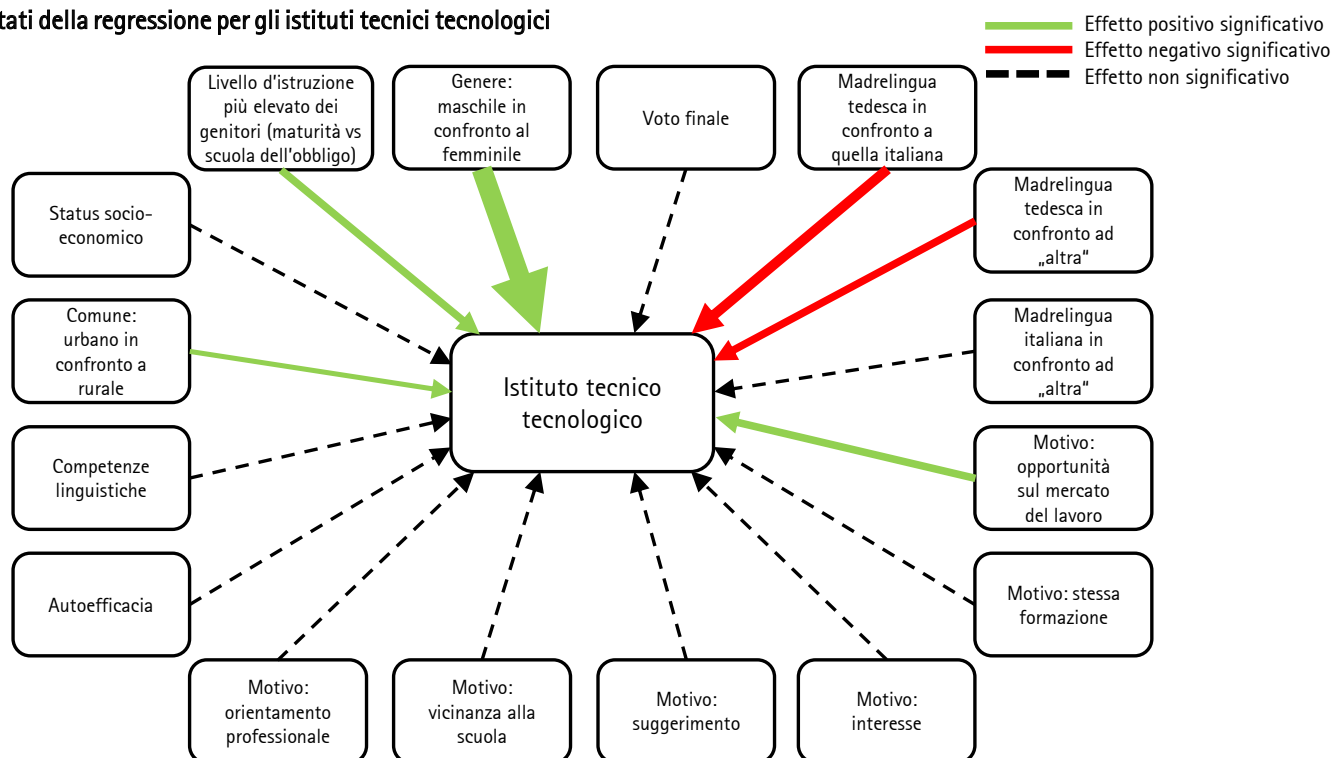 tati della regressione per gli istituti tecnici tecnologici
Effetto positivo significativo
Effetto negativo significativo
Effetto non significativo
Livello d'istruzione
più elevato dei
genitori (maturità vs
scuola dell'obbligo)
Genere:
maschile in
confronto al
femminile
Voto finale
Madrelingua
tedesca in
confronto a
quella italiana
Status socio-
economico
Madrelingua
tedesca in
confronto ad
„altra“
Comune:
urbano in
confronto a
rurale
Istituto tecnico
tecnologico
Madrelingua
italiana in
confronto ad
„altra“
Competenze
linguistiche
Motivo:
opportunità
sul mercato
del lavoro
Autoefficacia
Motivo: stessa
formazione
Motivo:
orientamento
professionale
Motivo:
vicinanza alla
scuola
Motivo:
suggerimento
Motivo:
interesse